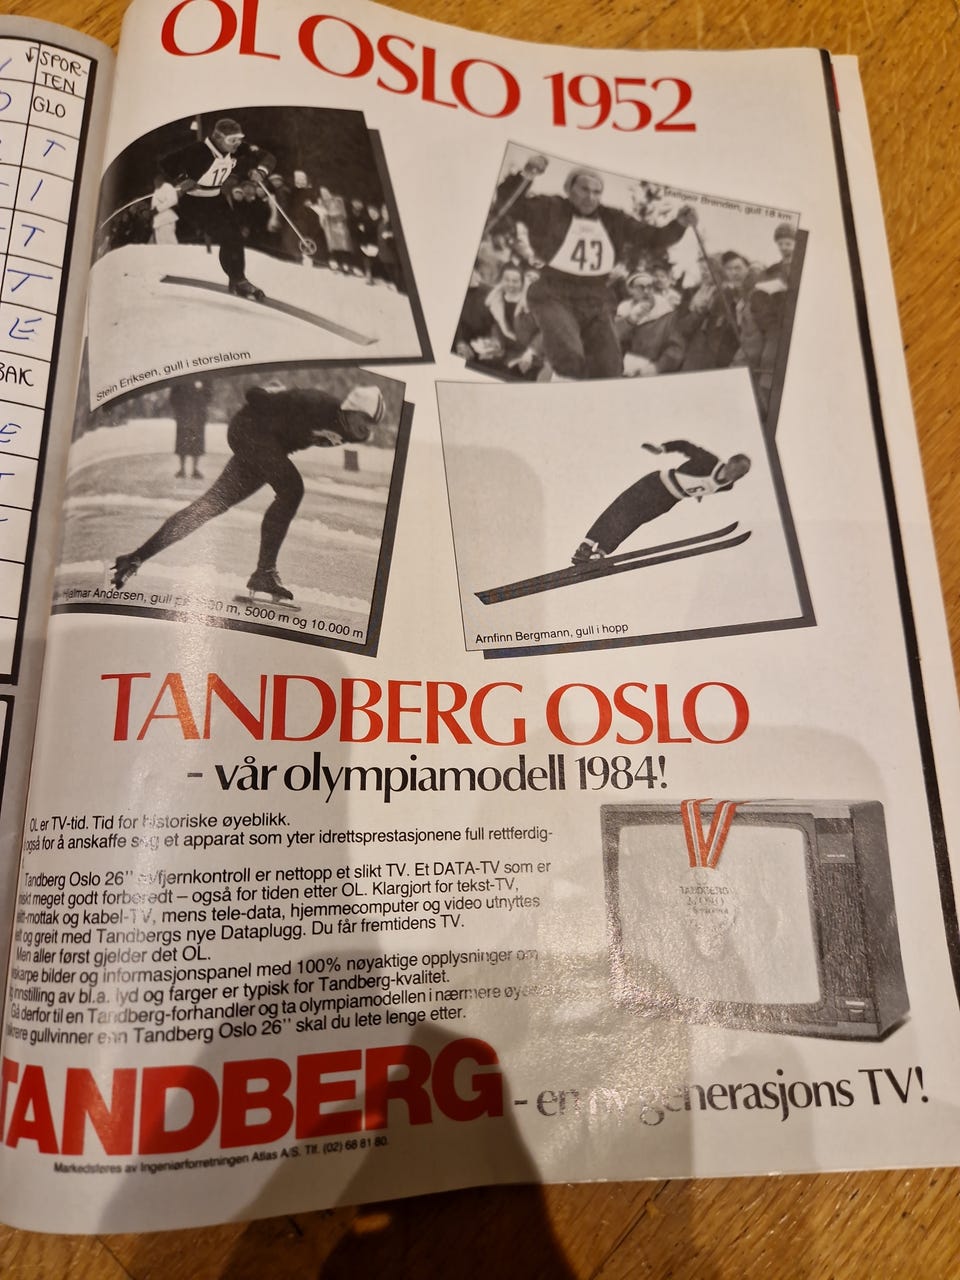 SPOR-
TEN
GLO
T
I
T
T
E
BAK
E
OL OSLO 1952
17
Stein Eriksen, gull i storslalom
43
Hallgeir Brenden, gull 18 km
Hjalmar Andersen, gull 00 m, 5000 m og 10.000 m
Arnfinn Bergmann, gull i hopp
TANDBERG OSLO
- vår olympiamodell 1984!
OL er TV-tid. Tid for historiske øyeblikk.
også for å anskaffe seg et apparat som yter idrettsprestasjonene full rettferdig-
Tandberg Oslo 26" m/fjernkontroll er nettopp et slikt TV. Et DATA-TV som er
meget godt forberedt – også for tiden etter OL. Klargjort for tekst-TV,
-mottak og kabel-TV, mens tele-data, hjemmecomputer og video utnyttes
og greit med Tandbergs nye Dataplugg. Du får fremtidens TV.
Men aller først gjelder det OL.
skarpe bilder og informasjonspanel med 100% nøyaktige opplysninger om
innstilling av bl.a. lyd og farger er typisk for Tandberg-kvalitet.
Gå derfor til en Tandberg-forhandler og ta olympiamodellen i nærmere
gullvinner enn Tandberg Oslo 26" skal du lete lenge etter.
TANDBERG - en ny generasjons TV!
Markedsføres av Ingeniørforretningen Atlas A/S. Tlf. (02) 68 81 80.